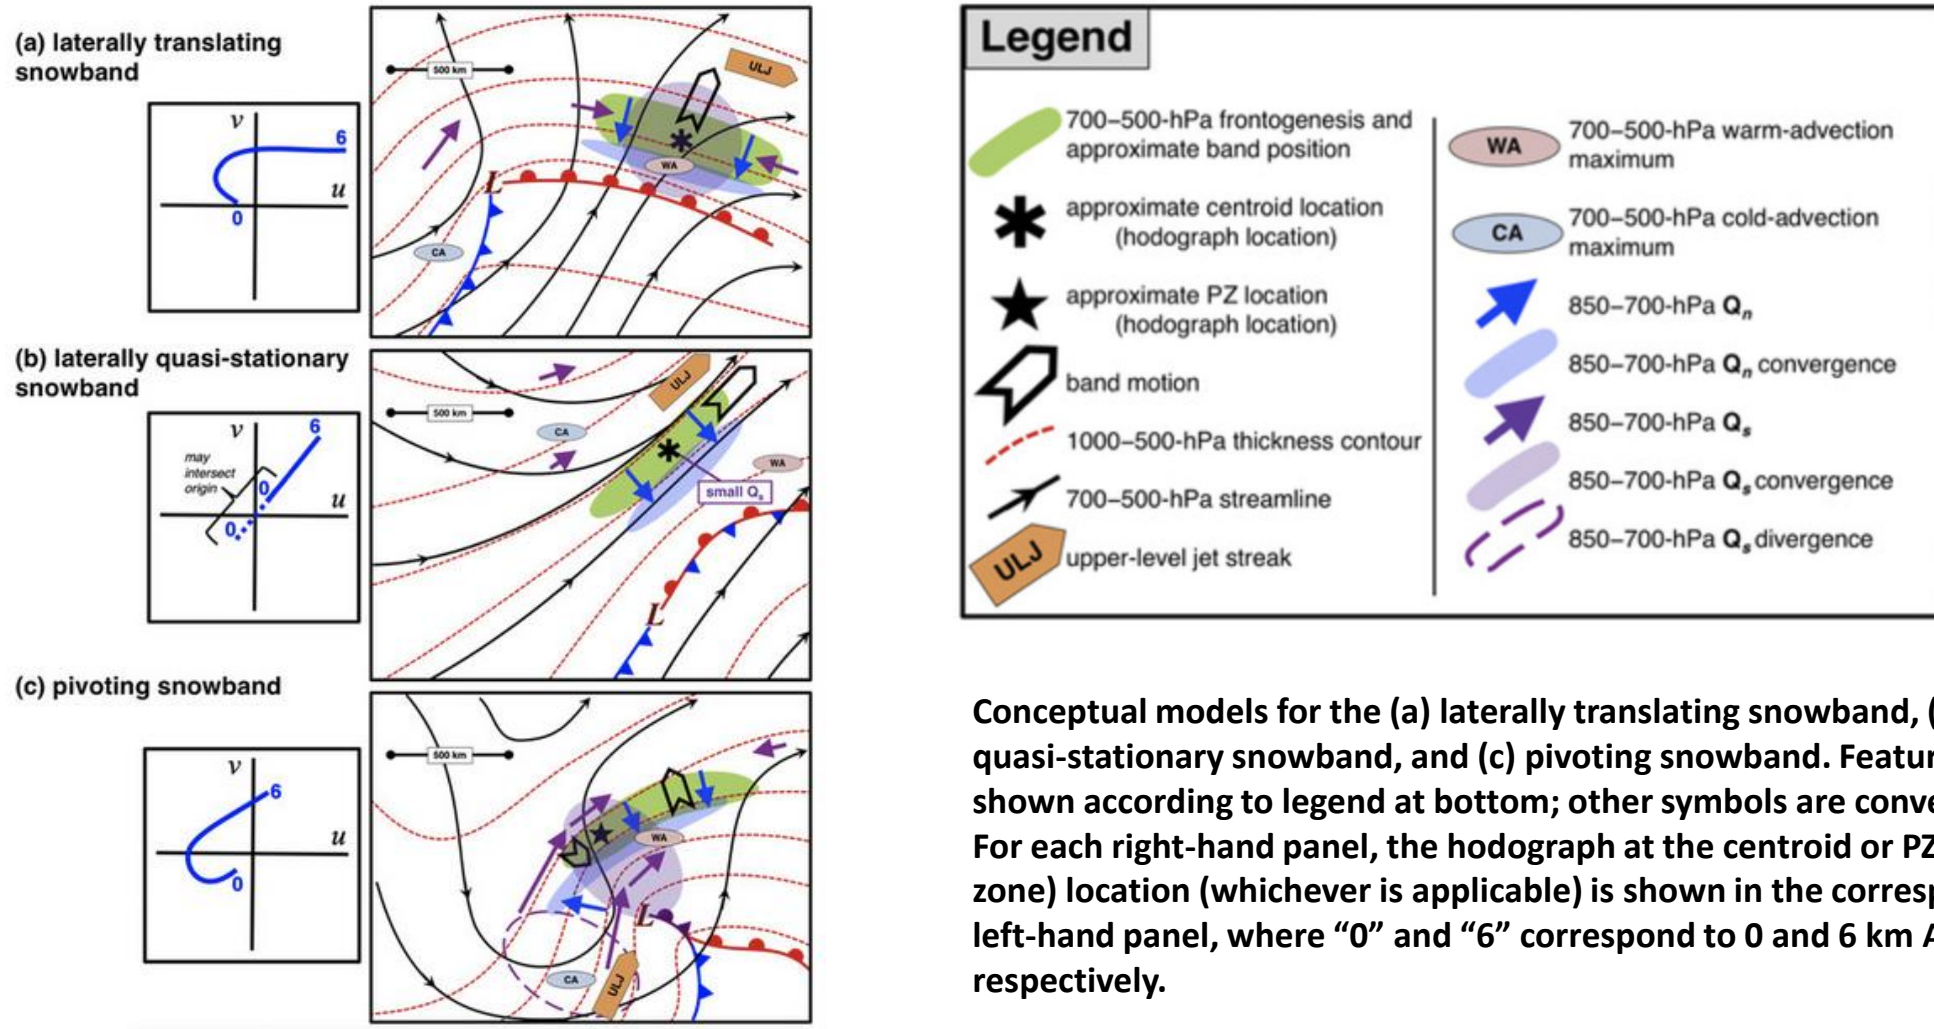 (a) laterally translating
snowband
v
6
u
0
500 km
ULJ
WA
L
CA
(b) laterally quasi-stationary
snowband
v
6
may
intersect
origin
0
u
0
500 km
ULJ
CA
WA
small Qs
L
(c) pivoting snowband
v
6
u
0
500 km
WA
L
CA
ULJ
Legend
700–500-hPa frontogenesis and
approximate band position
approximate centroid location
(hodograph location)
approximate PZ location
(hodograph location)
band motion
1000–500-hPa thickness contour
700–500-hPa streamline
ULJ
upper-level jet streak
WA
700–500-hPa warm-advection
maximum
CA
700–500-hPa cold-advection
maximum
850–700-hPa Qn
850–700-hPa Qn convergence
850–700-hPa Qs
850–700-hPa Qs convergence
850–700-hPa Qs divergence
Conceptual models for the (a) laterally translating snowband, (
quasi-stationary snowband, and (c) pivoting snowband. Featur
shown according to legend at bottom; other symbols are conve
For each right-hand panel, the hodograph at the centroid or PZ
zone) location (whichever is applicable) is shown in the corresp
left-hand panel, where “0” and “6” correspond to 0 and 6 km A
respectively.